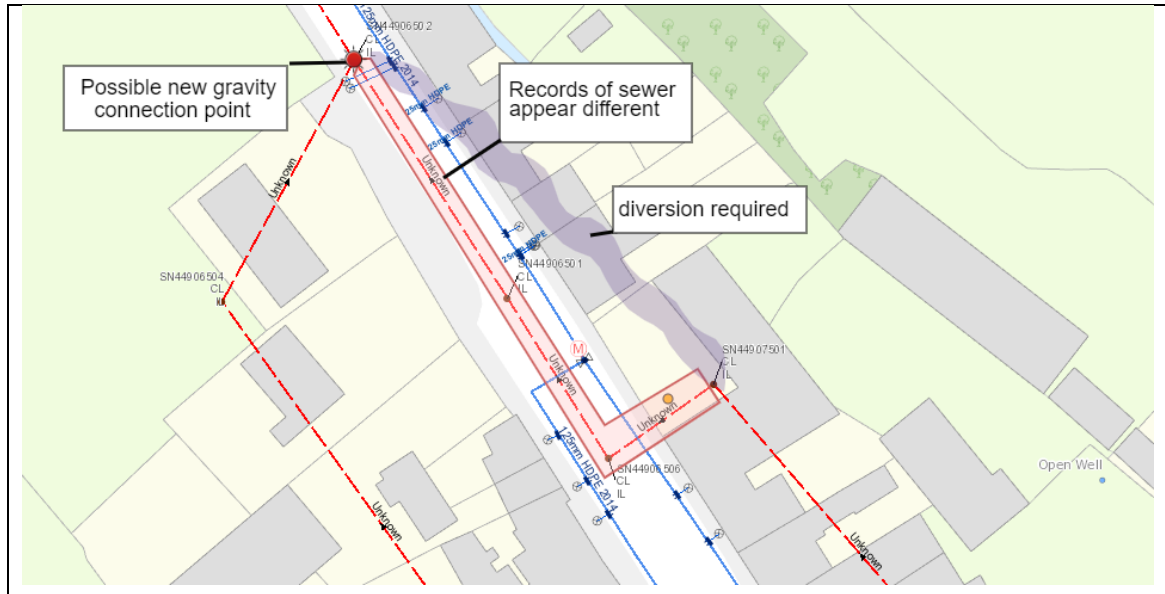 SN44906502
CL
IL
125mm HDPE 2014
Possible new gravity
connection point
Records of sewer
appear different
25mm HDPE
25mm HDPE
Unknown
Unknown
diversion required
25mm HDPE
SN44906501
CL
IL
SN44906504
CL
IL
M
Unknown
SN44907501
CL
IL
Unknown
125mm HDPE 2014
SN44906506
CL
IL
Open Well
Unknown
Unknown